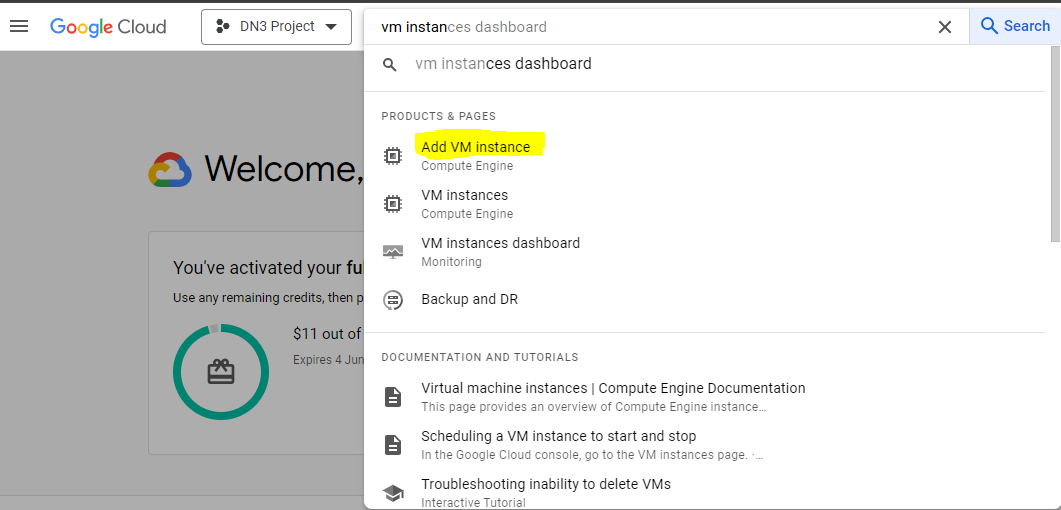 Google Cloud
DN3 Project
vm instances dashboard
Search
vm instances dashboard
PRODUCTS & PAGES
Add VM instance
Compute Engine
VM instances
Compute Engine
VM instances dashboard
Monitoring
Backup and DR
DOCUMENTATION AND TUTORIALS
Virtual machine instances | Compute Engine Documentation
This page provides an overview of Compute Engine instance…
Scheduling a VM instance to start and stop
In the Google Cloud console, go to the VM instances page. ·…
Troubleshooting inability to delete VMs
Interactive Tutorial
Welcome,
You've activated your fu
Use any remaining credits, then p
$11 out of
Expires 4 Jun